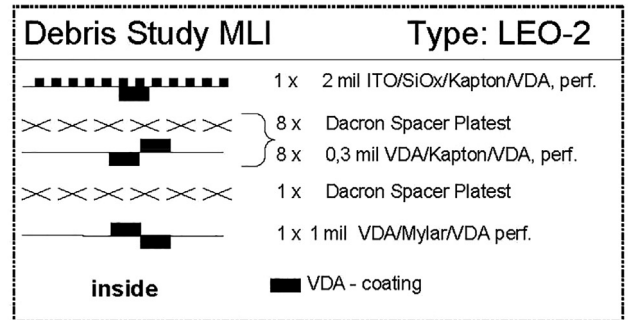 Debris Study MLI Type: LEO-2
1 x 2 mil ITO/SiOx/Kapton/VDA, perf.
8 x Dacron Spacer Platest
8 x 0,3 mil VDA/Kapton/VDA, perf.
1 x Dacron Spacer Platest
1 x 1 mil VDA/Mylar/VDA perf.
inside VDA - coating